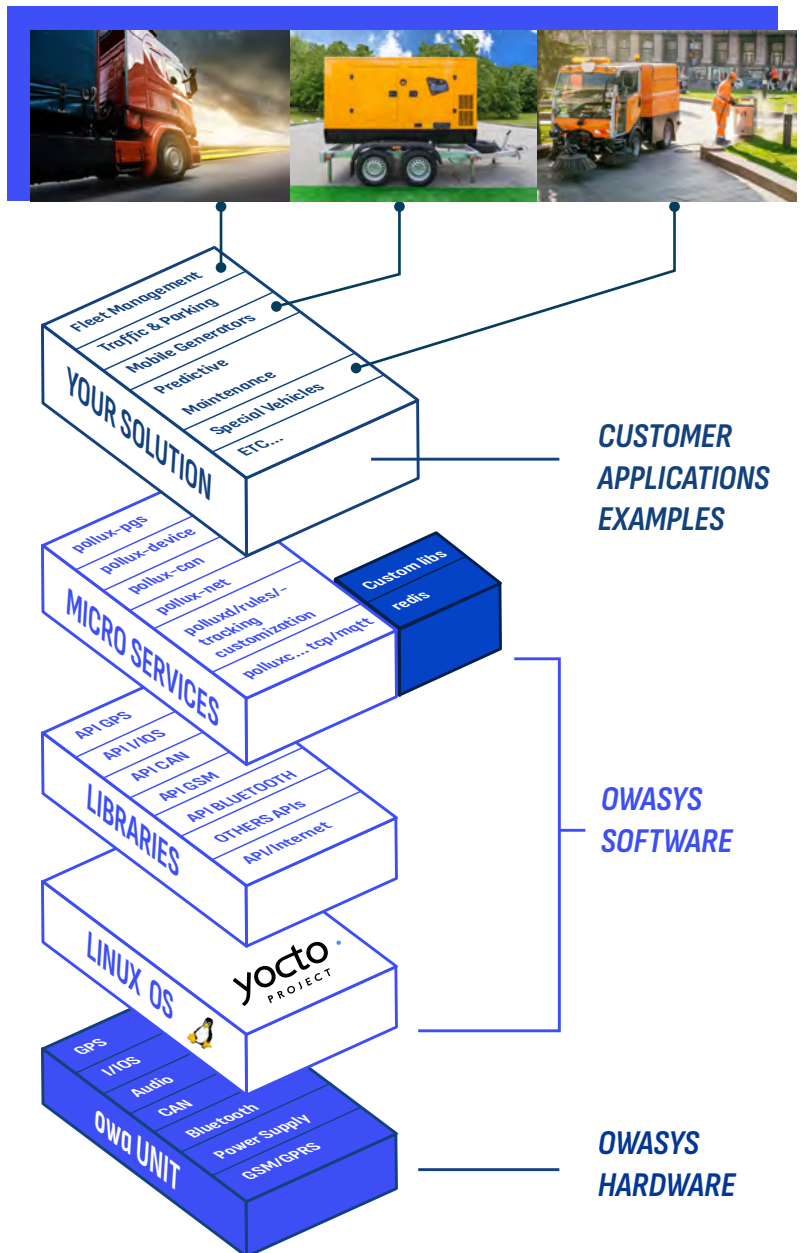 Fleet Management
Traffic & Parking
Mobile Generators
Predictive
Maintenance
Special Vehicles
ETC...
YOUR SOLUTION
CUSTOMER
APPLICATIONS
EXAMPLES
pollux-pgs
pollux-device
pollux-can
pollux-net
polluxd/rules/-
tracking
customization
polluxc... tcp/mqtt
MICRO SERVICES
Custom libs
redis
API GPS
API I/IOS
API CAN
API GSM
API BLUETOOTH
OTHERS APIs
API/Internet
LIBRARIES
OWASYS
SOFTWARE
LINUX OS
yocto
PROJECT
GPS
I/IOS
Audio
CAN
Bluetooth
Power Supply
GSM/GPRS
owa UNIT
OWASYS
HARDWARE